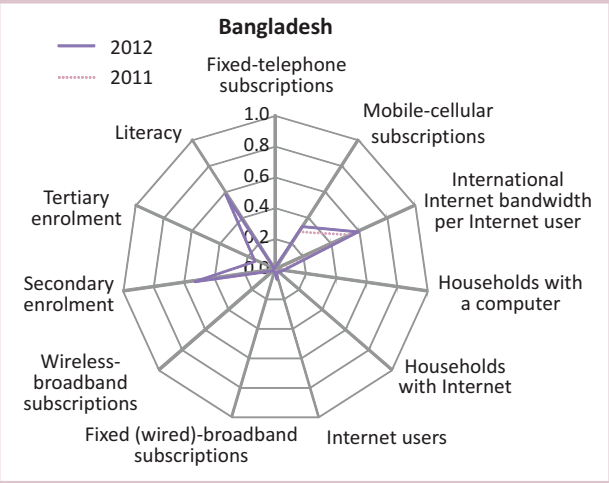 Bangladesh
2012
2011
Fixed-telephone
subscriptions
Mobile-cellular
subscriptions
International
Internet bandwidth
per Internet user
Households with
a computer
Households
with Internet
Internet users
Fixed (wired)-broadband
subscriptions
Wireless-
broadband
subscriptions
Secondary
enrolment
Tertiary
enrolment
Literacy
1.0
0.8
0.6
0.4
0.2
0.0